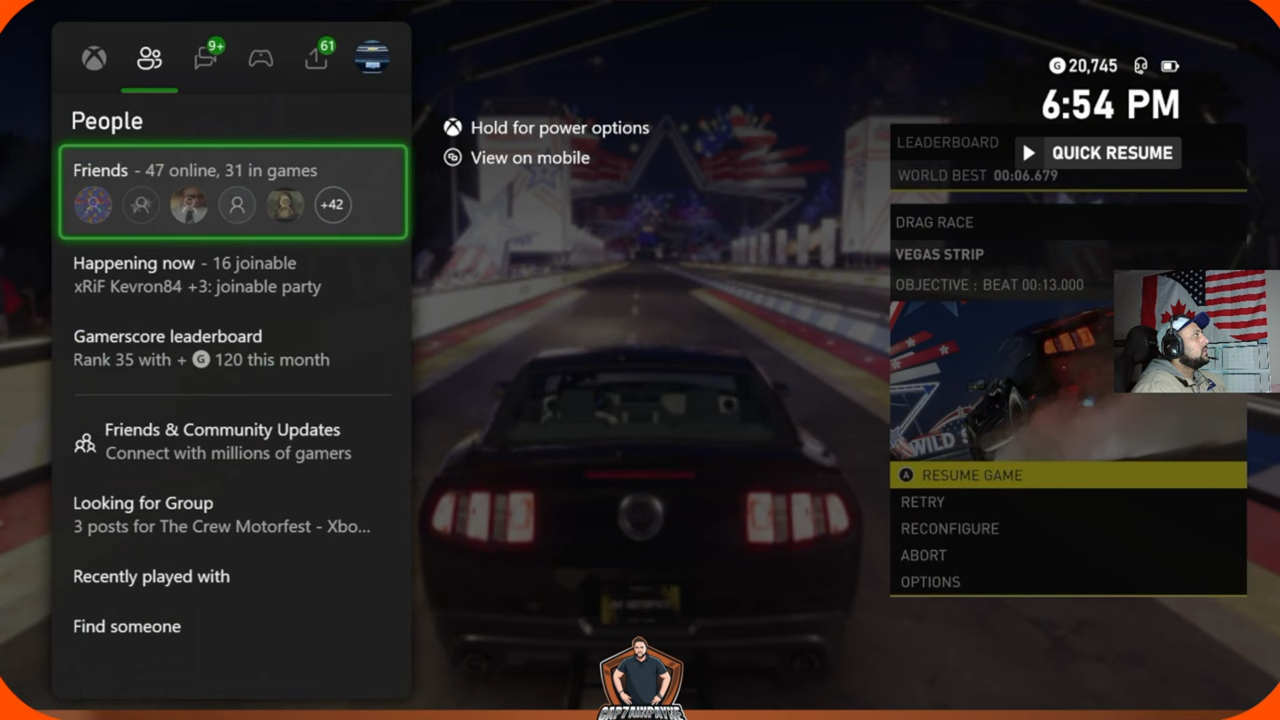 9+
61
People
Friends - 47 online, 31 in games
+42
Happening now - 16 joinable
xRiF Kevron84 +3: joinable party
Gamerscore leaderboard
Rank 35 with + G 120 this month
Friends & Community Updates
Connect with millions of gamers
Looking for Group
3 posts for The Crew Motorfest - Xbo...
Recently played with
Find someone
Hold for power options
View on mobile
G 20,745
6:54 PM
QUICK RESUME
LEADERBOARD
WORLD BEST 00:06.679
DRAG RACE
VEGAS STRIP
OBJECTIVE : BEAT 00:13.000
WILD
A RESUME GAME
RETRY
RECONFIGURE
ABORT
OPTIONS
CAP7AINPAYNE